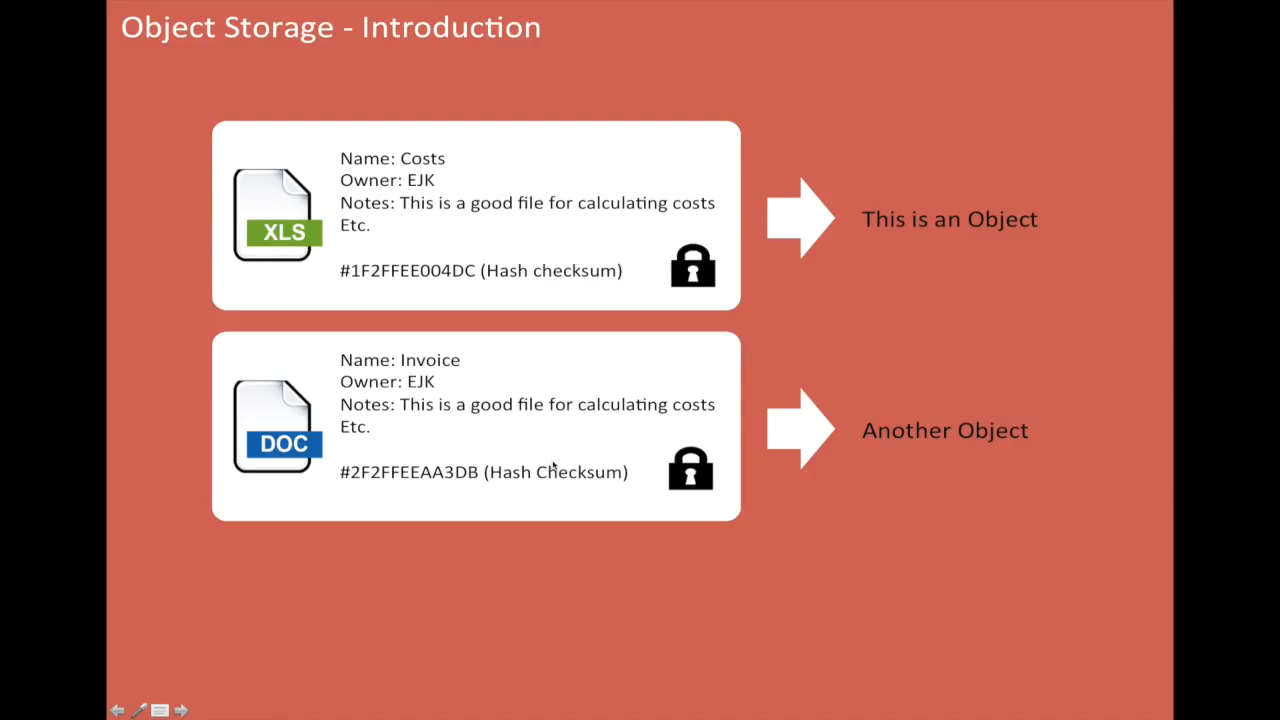 Object Storage - Introduction
Name: Costs
Owner: EJK
Notes: This is a good file for calculating costs
Etc.
XLS
#1F2FFEE004DC (Hash checksum)
This is an Object
Name: Invoice
Owner: EJK
Notes: This is a good file for calculating costs
Etc.
DOC
#2F2FFEEAA3DB (Hash Checksum)
Another Object